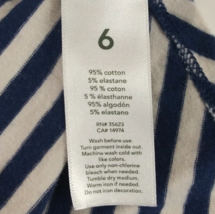 6
95% cotton
5% elastane
95 % coton
5 % élasthanne
95% algodón
5% elastano
RN# 35623
CA# 14974
Wash before use.
Turn garment inside out.
Machine wash cold with
like colors.
Use only non-chlorine
bleach when needed.
Tumble dry medium.
Warm iron if needed.
Do not iron decoration.